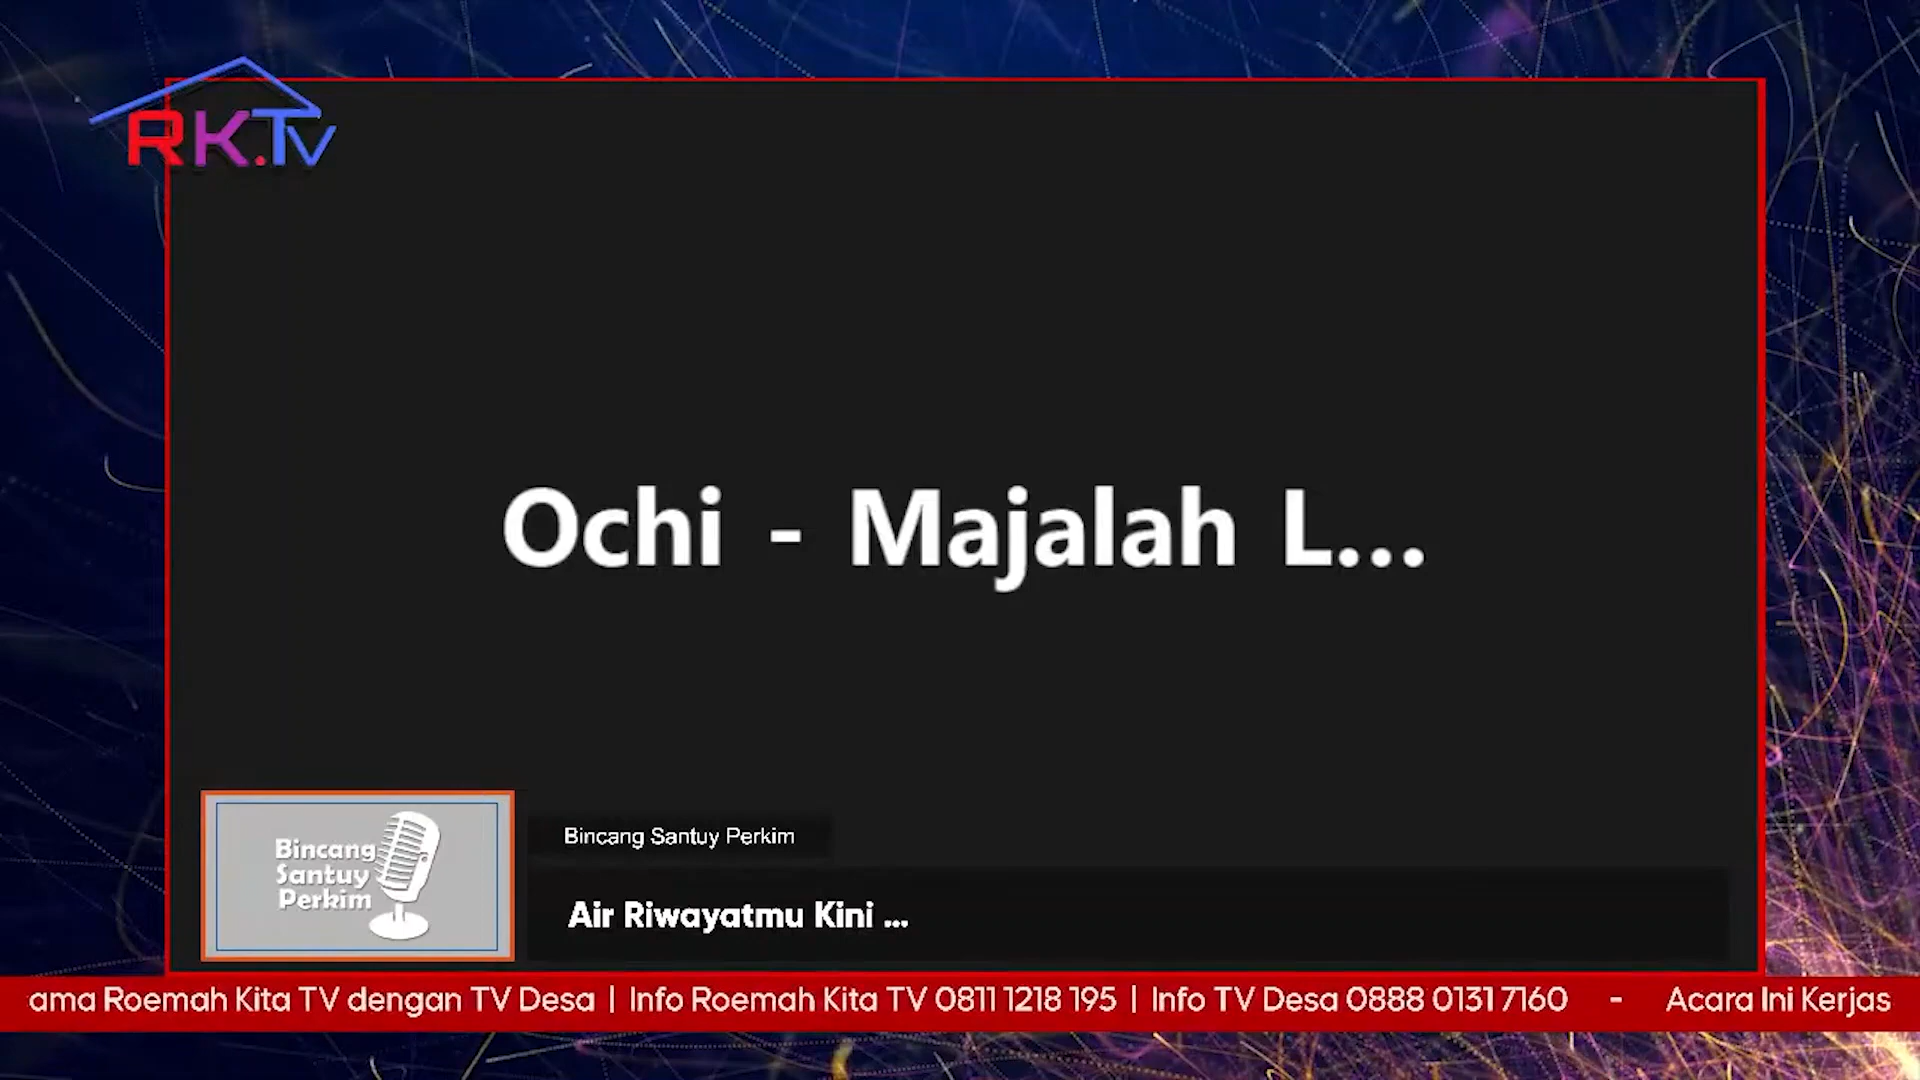 RK.Tv
Ochi - Majalah L...
Bincang
Santuy
Perkim
Bincang Santuy Perkim
Air Riwayatmu Kini ...
ama Roemah Kita TV dengan TV Desa | Info Roemah Kita TV 0811 1218 195 | Info TV Desa 0888 0131 7160 - Acara Ini Kerjas